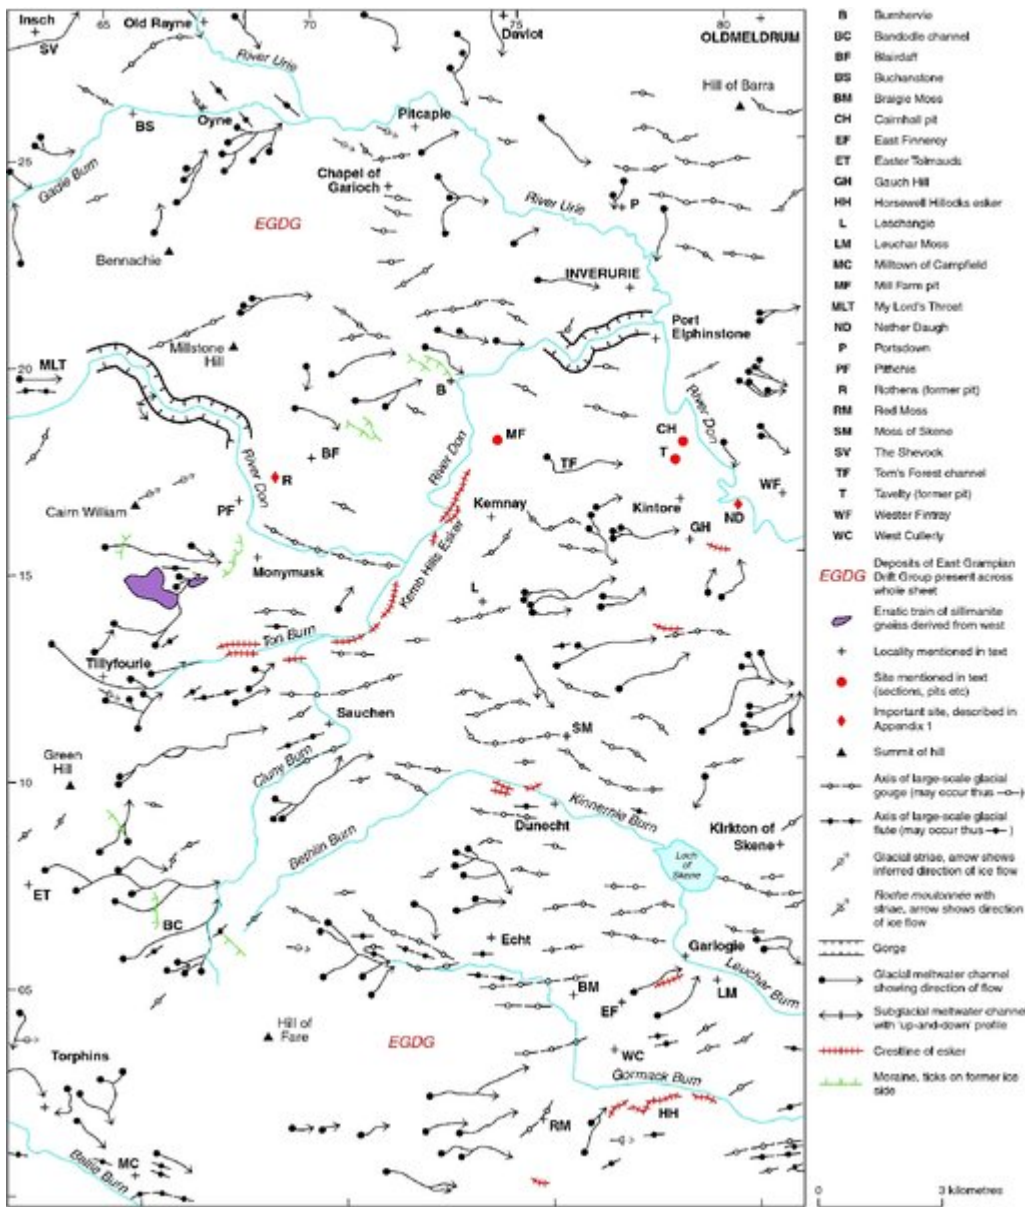 65
70
75
80
Insch
SV
Old Rayne
River Urie
Daviot
OLDMELDRUM
Hill of Barra
BS
Oyne
Pitcaple
25
Gadie Burn
Chapel of
Garioch
River Urie
P
EGDG
Bennachie
INVERURIE
Port
Elphinstone
Millstone
Hill
MLT
20
B
River Don
BF
MF
CH
T
River Don
TF
WF
R
River Don
Kemnay
Kintore
ND
Cairn William
PF
GH
Kemb Hills Esker
15
Monymusk
L
Ton Burn
Tillyfourie
Sauchen
SM
Green
Hill
10
Cluny Burn
Bethlin Burn
Dunecht
Kinnernie Burn
Kirkton of
Skene
Loch
of
Skene
ET
BC
Echt
Garlogie
Leuchar Burn
05
BM
EF
LM
Hill of
Fare
EGDG
WC
Torphins
Gormack Burn
RM
HH
MC
Beltie Burn
B Burnhervie
BC Bandodle channel
BF Blairdaff
BS Buchanstone
BM Braigie Moss
CH Cairnhall pit
EF East Finnercy
ET Easter Tolmauds
GH Gauch Hill
HH Horsewell Hillocks esker
L Leschangie
LM Leuchar Moss
MC Milltown of Campfield
MF Mill Farm pit
MLT My Lord's Throat
ND Nether Daugh
P Portsdown
PF Pitfichie
R Rothens (former pit)
RM Red Moss
SM Moss of Skene
SV The Shevock
TF Tom's Forest channel
T Tavelty (former pit)
WF Wester Fintray
WC West Cullerly
EGDG Deposits of East Grampian
Drift Group present across
whole sheet
Erratic train of sillimanite
gneiss derived from west
Locality mentioned in text
Site mentioned in text
(sections, pits etc)
Important site, described in
Appendix 1
Summit of hill
Axis of large-scale glacial
gouge (may occur thus )
Axis of large-scale glacial
flute (may occur thus )
Glacial striae, arrow shows
inferred direction of ice flow
Roche moutonnée with
striae, arrow shows direction
of ice flow
Gorge
Glacial meltwater channel
showing direction of flow
Subglacial meltwater channel
with 'up-and-down' profile
Crestline of esker
Moraine, ticks on former ice
side
0 3 kilometres